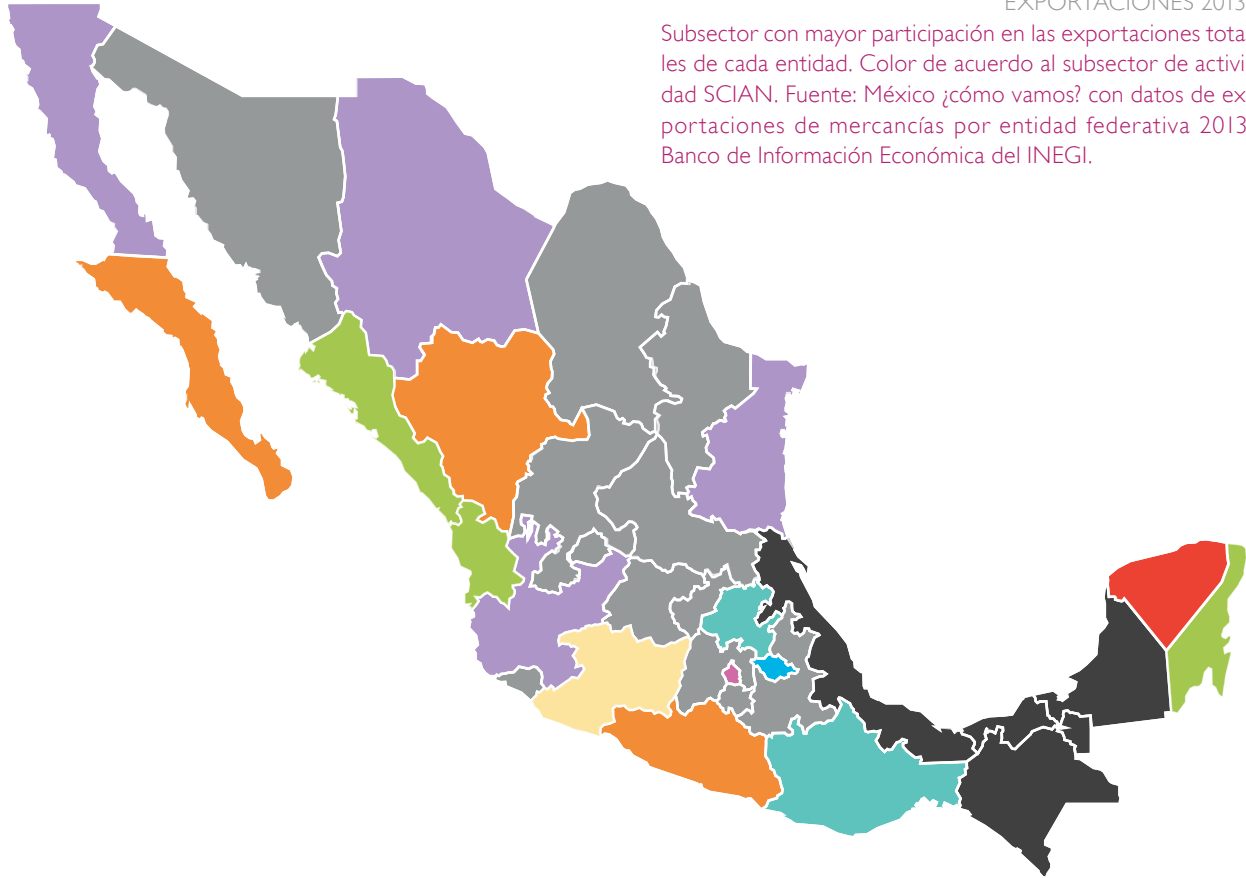 EXPORTACIONES 2013
Subsector con mayor participación en las exportaciones tota
les de cada entidad. Color de acuerdo al subsector de activi
dad SCIAN. Fuente: México ¿cómo vamos? con datos de ex
portaciones de mercancías por entidad federativa 2013
Banco de Información Económica del INEGI.